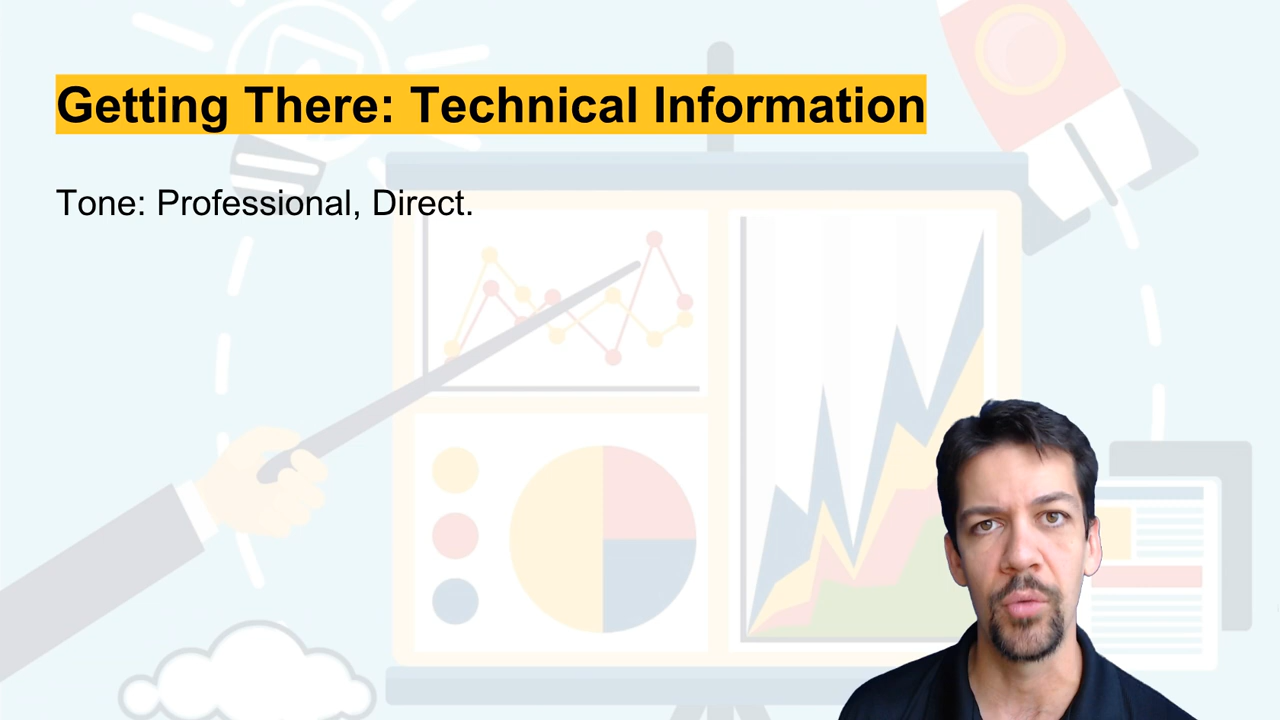 Getting There: Technical Information
Tone: Professional, Direct.